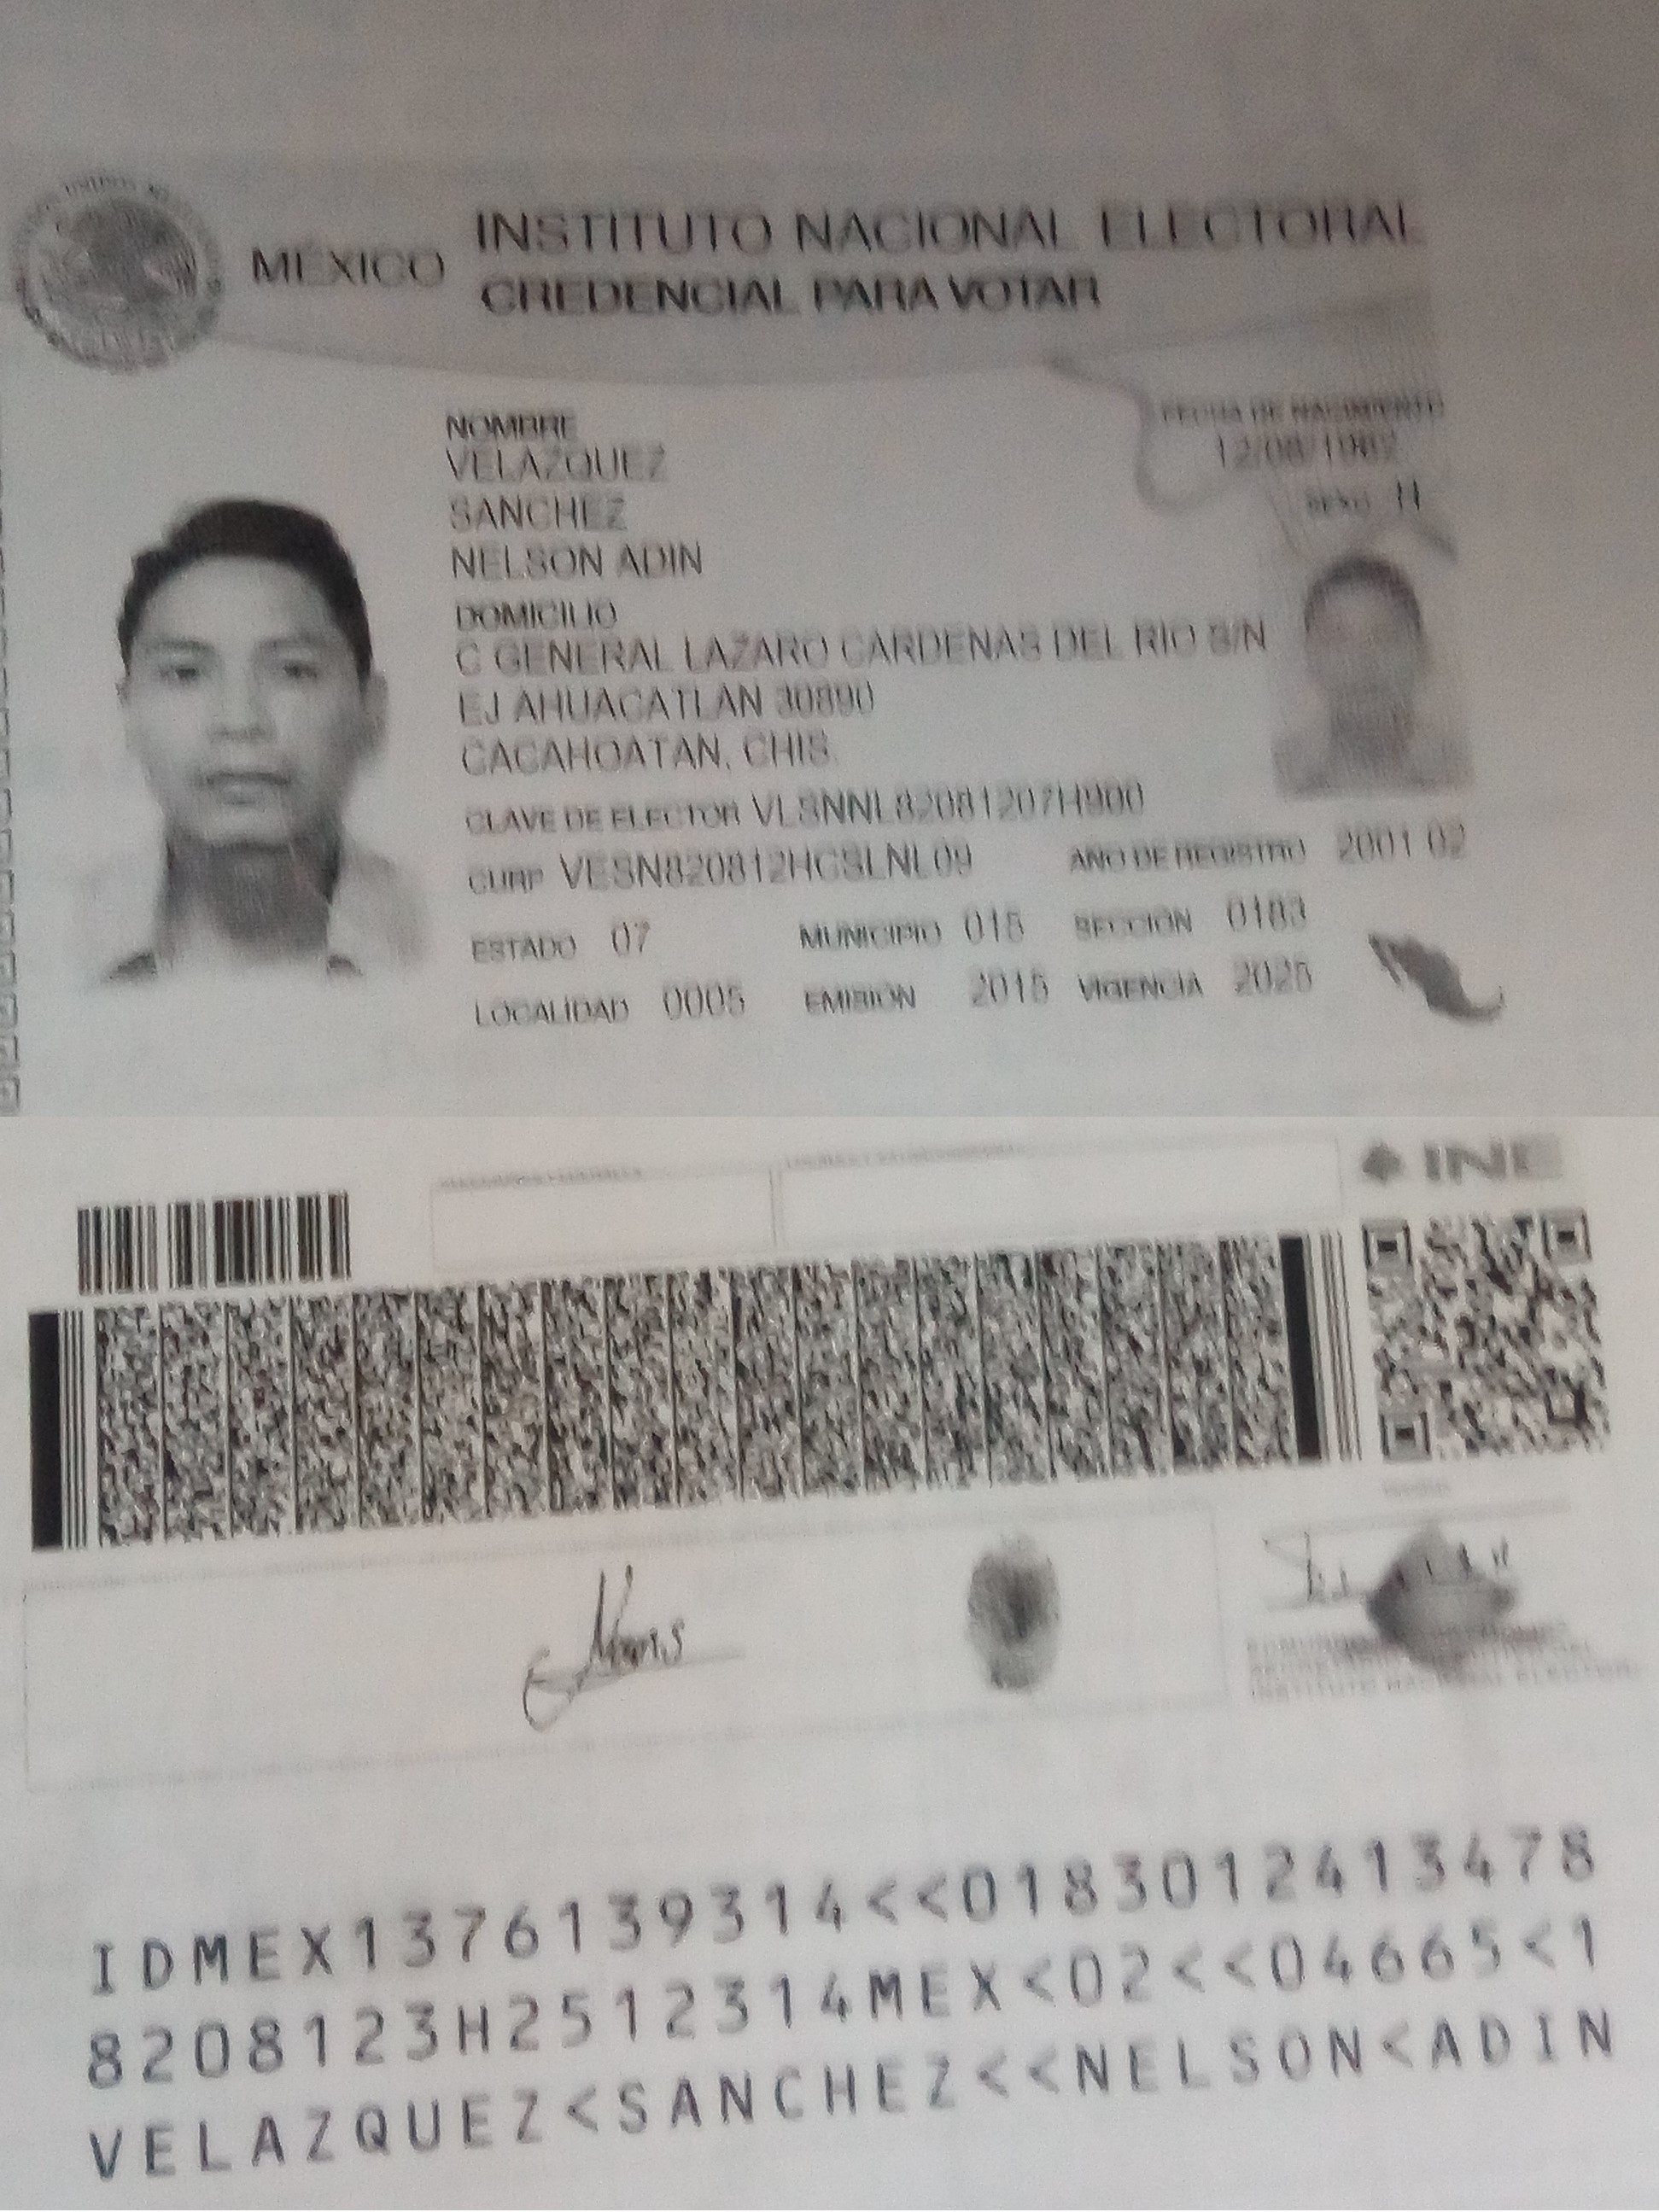 MÉXICO
INSTITUTO NACIONAL ELECTORAL
CREDENCIAL PARA VOTAR
NOMBRE
VELAZQUEZ
SANCHEZ
NELSON ADIN
FECHA DE NACIMIENTO
12/08/1982
SEXO H
DOMICILIO
C GENERAL LAZARO CARDENAS DEL RIO S/N
EJ AHUACATLAN 30890
CACAHOATAN, CHIS.
CLAVE DE ELECTOR VLSNNL82081207H900
CURP VESN820812HCSLNL09
AÑO DE REGISTRO 2001 02
ESTADO 07 MUNICIPIO 015 SECCIÓN 0183
LOCALIDAD 0005 EMISIÓN 2015 VIGENCIA 2025
INE
INSTITUTO NACIONAL ELECTORAL
IDMEX1376139314<<0183012413478
8208123H2512314MEX<02<<04665<1
VELAZQUEZ<SANCHEZ<<NELSON<ADIN